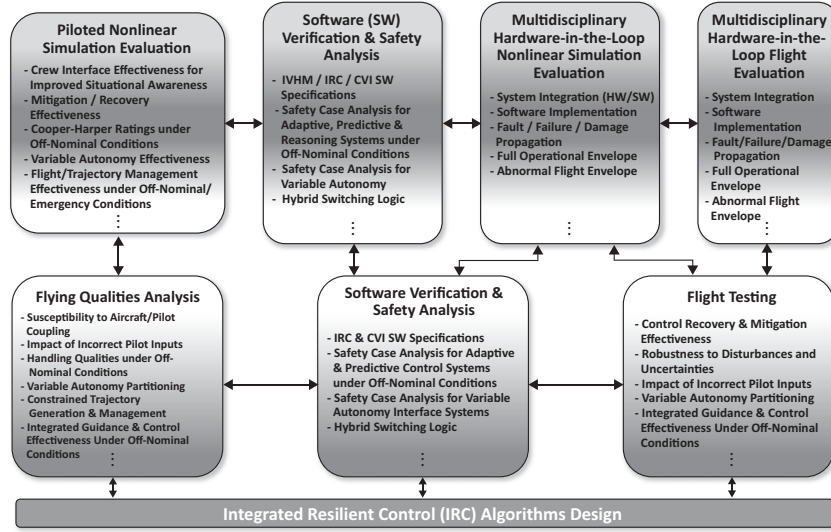 Piloted Nonlinear
Simulation Evaluation
- Crew Interface Effectiveness for
Improved Situational Awareness
- Mitigation / Recovery
Effectiveness
- Cooper-Harper Ratings under
Off-Nominal Conditions
- Variable Autonomy Effectiveness
- Flight/Trajectory Management
Effectiveness under Off-Nominal/
Emergency Conditions
⋮
Software (SW)
Verification & Safety
Analysis
- IVHM / IRC / CVI SW
Specifications
- Safety Case Analysis for
Adaptive, Predictive &
Reasoning Systems under
Off-Nominal Conditions
- Safety Case Analysis for
Variable Autonomy
- Hybrid Switching Logic
⋮
Multidisciplinary
Hardware-in-the-Loop
Nonlinear Simulation
Evaluation
- System Integration (HW/SW)
- Software Implementation
- Fault / Failure / Damage
Propagation
- Full Operational Envelope
- Abnormal Flight Envelope
⋮
Multidisciplinary
Hardware-in-the-
Loop Flight
Evaluation
- System Integration
- Software
Implementation
- Fault/Failure/Damage
Propagation
- Full Operational
Envelope
- Abnormal Flight
Envelope
⋮
Flying Qualities Analysis
- Susceptibility to Aircraft/Pilot
Coupling
- Impact of Incorrect Pilot Inputs
- Handling Qualities under Off-
Nominal Conditions
- Variable Autonomy Partitioning
- Constrained Trajectory
Generation & Management
- Integrated Guidance & Control
Effectiveness Under Off-Nominal
Conditions
⋮
Software Verification &
Safety Analysis
- IRC & CVI SW Specifications
- Safety Case Analysis for Adaptive
& Predictive Control Systems
under Off-Nominal Conditions
- Safety Case Analysis for Variable
Autonomy Interface Systems
- Hybrid Switching Logic
⋮
Flight Testing
- Control Recovery & Mitigation
Effectiveness
- Robustness to Disturbances and
Uncertainties
- Impact of Incorrect Pilot Inputs
- Variable Autonomy Partitioning
- Integrated Guidance & Control
Effectiveness Under Off-Nominal
Conditions
⋮
Integrated Resilient Control (IRC) Algorithms Design